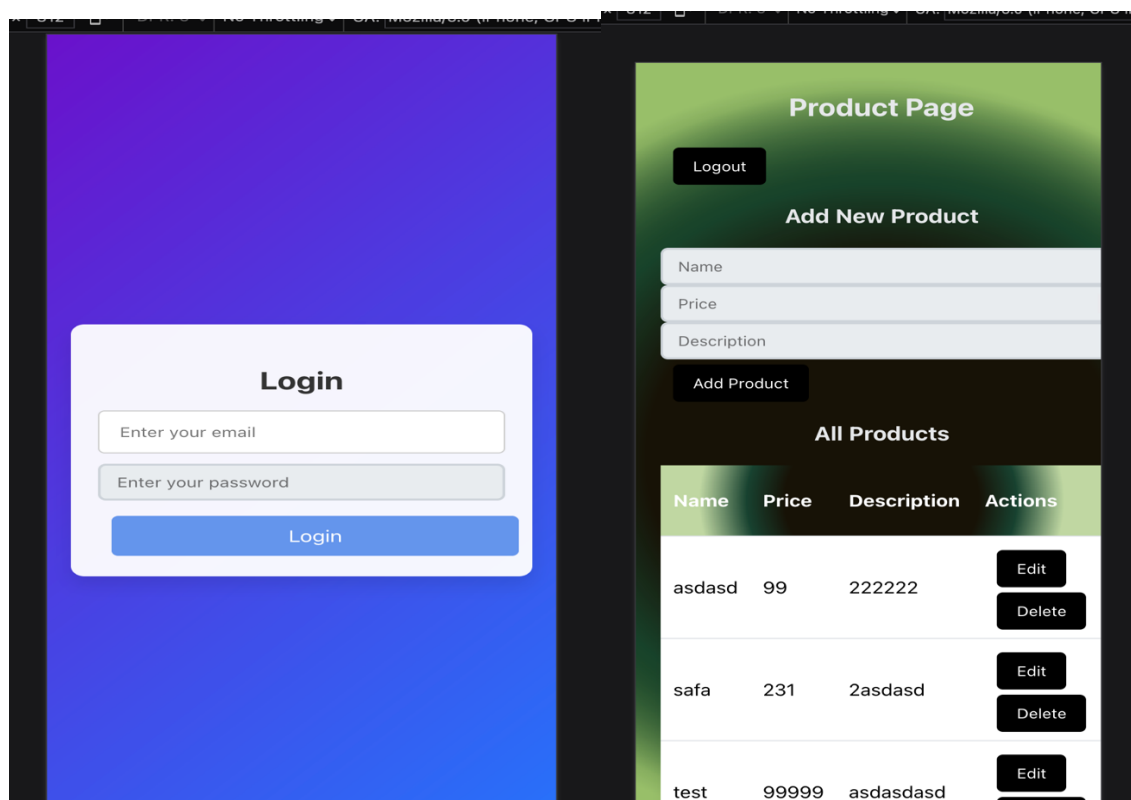 Login
Enter your email
Enter your password
Login
Product Page
Logout
Add New Product
Name
Price
Description
Add Product
All Products
Name Price Description Actions
asdasd 99 222222 Edit
Delete
safa 231 2asdasd Edit
Delete
test 99999 asdasdasd Edit